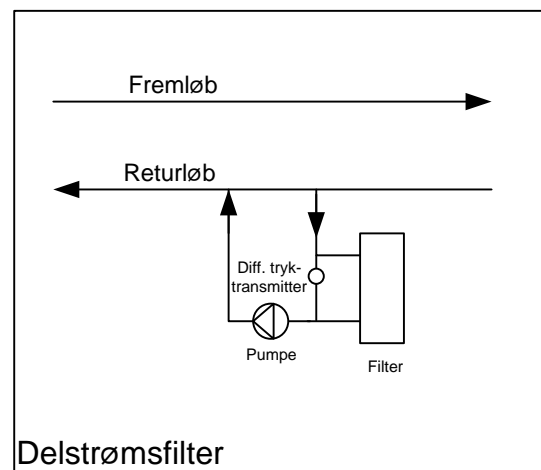 Fremløb
Returløb
Diff. tryk-
transmitter
Pumpe
Filter
Delstrømsfilter